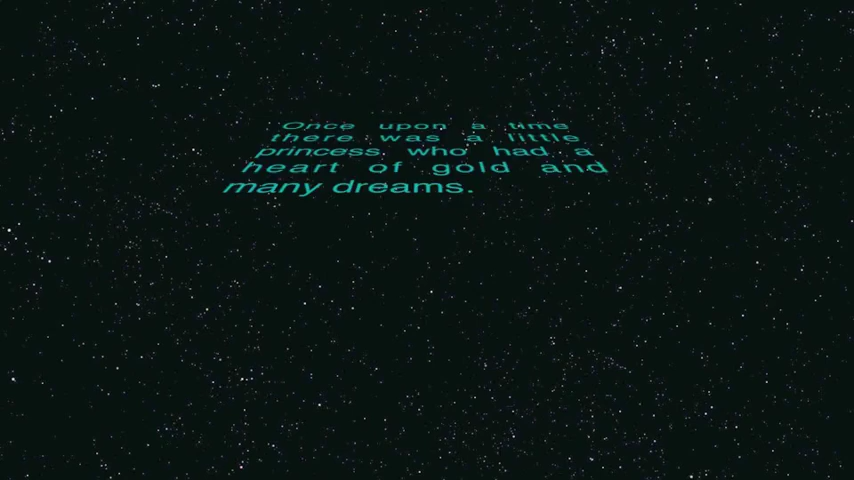 Once upon a time
there was a little
princess who had a
heart of gold and
many dreams.